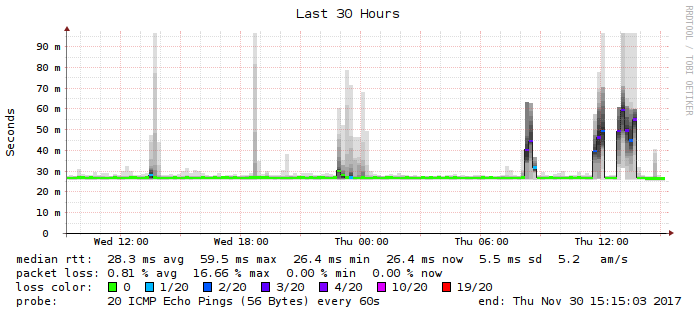 Last 30 Hours
RRDTOOL / TOBI OETIKER
Seconds
90 m
80 m
70 m
60 m
50 m
40 m
30 m
20 m
10 m
0
Wed 12:00 Wed 18:00 Thu 00:00 Thu 06:00 Thu 12:00
median rtt: 28.3 ms avg 59.5 ms max 26.4 ms min 26.4 ms now 5.5 ms sd 5.2 am/s
packet loss: 0.81 % avg 16.66 % max 0.00 % min 0.00 % now
loss color: 0 1/20 2/20 3/20 4/20 10/20 19/20
probe: 20 ICMP Echo Pings (56 Bytes) every 60s end: Thu Nov 30 15:15:03 2017